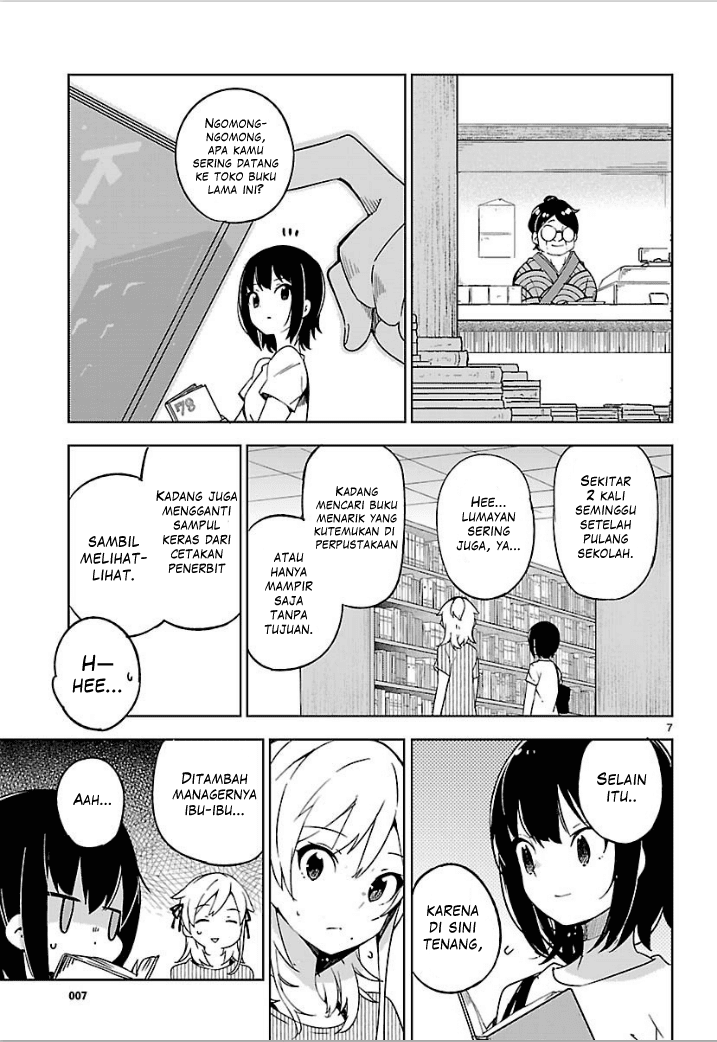 NGOMONG-
NGOMONG,
APA KAMU
SERING DATANG
KE TOKO BUKU
LAMA INI?
78
SEKITAR
2 KALI
SEMINGGU
SETELAH
PULANG
SEKOLAH.
HEE...
LUMAYAN
SERING
JUGA, YA...
KADANG
MENCARI BUKU
MENARIK YANG
KUTEMUKAN DI
PERPUSTAKAAN
ATAU
HANYA
MAMPIR
SAJA
TANPA
TUJUAN.
KADANG JUGA
MENGGANTI
SAMPUL
KERAS DARI
CETAKAN
PENERBIT
SAMBIL
MELIHAT-
LIHAT.
H—
HEE...
7
SELAIN
ITU..
KARENA
DI SINI
TENANG,
DITAMBAH
MANAGERNYA
IBU-IBU...
AAH...
007